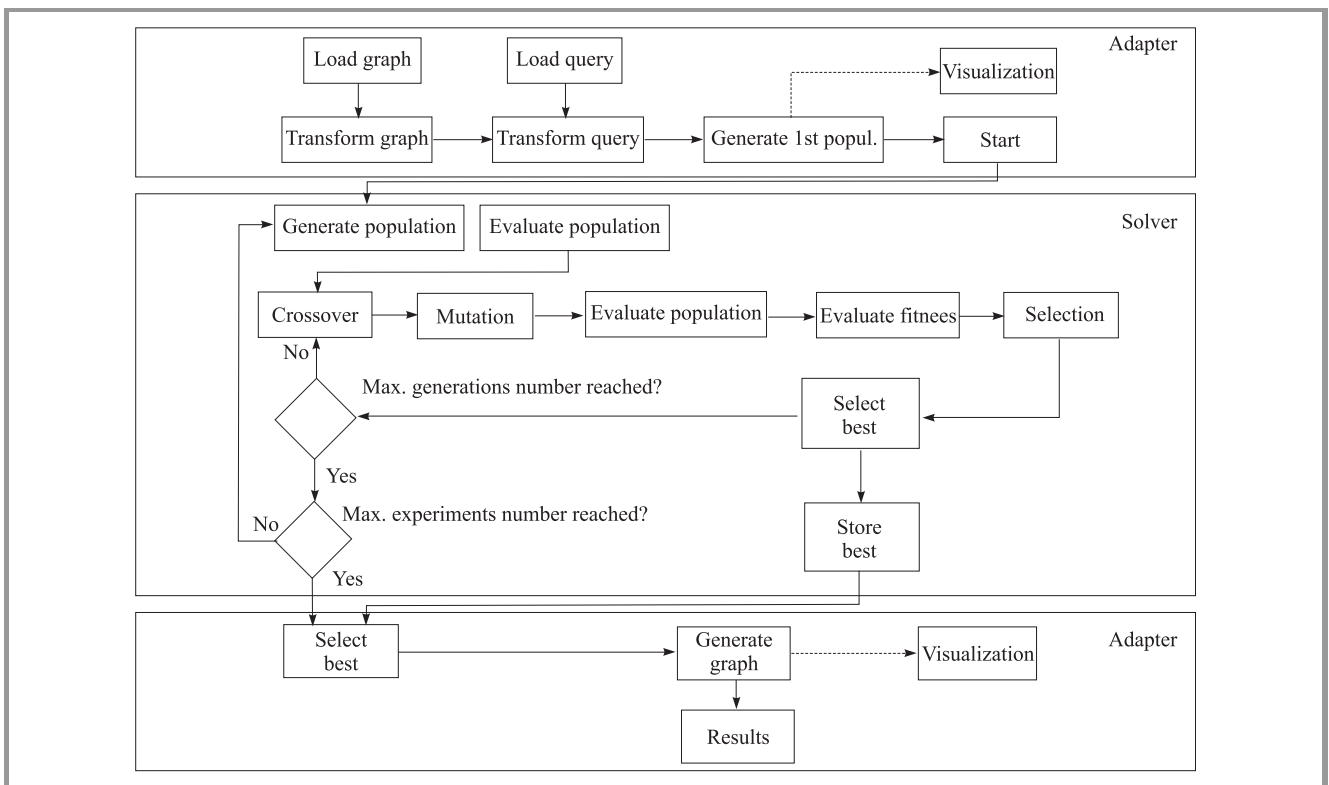 Adapter
Load graph
Load query
Visualization
Transform graph
Transform query
Generate 1st popul.
Start
Solver
Generate population
Evaluate population
Crossover
Mutation
Evaluate population
Evaluate fitnees
Selection
No
Max. generations number reached?
Select
best
Yes
Max. experiments number reached?
No
Store
best
Yes
Adapter
Select
best
Generate
graph
Visualization
Results